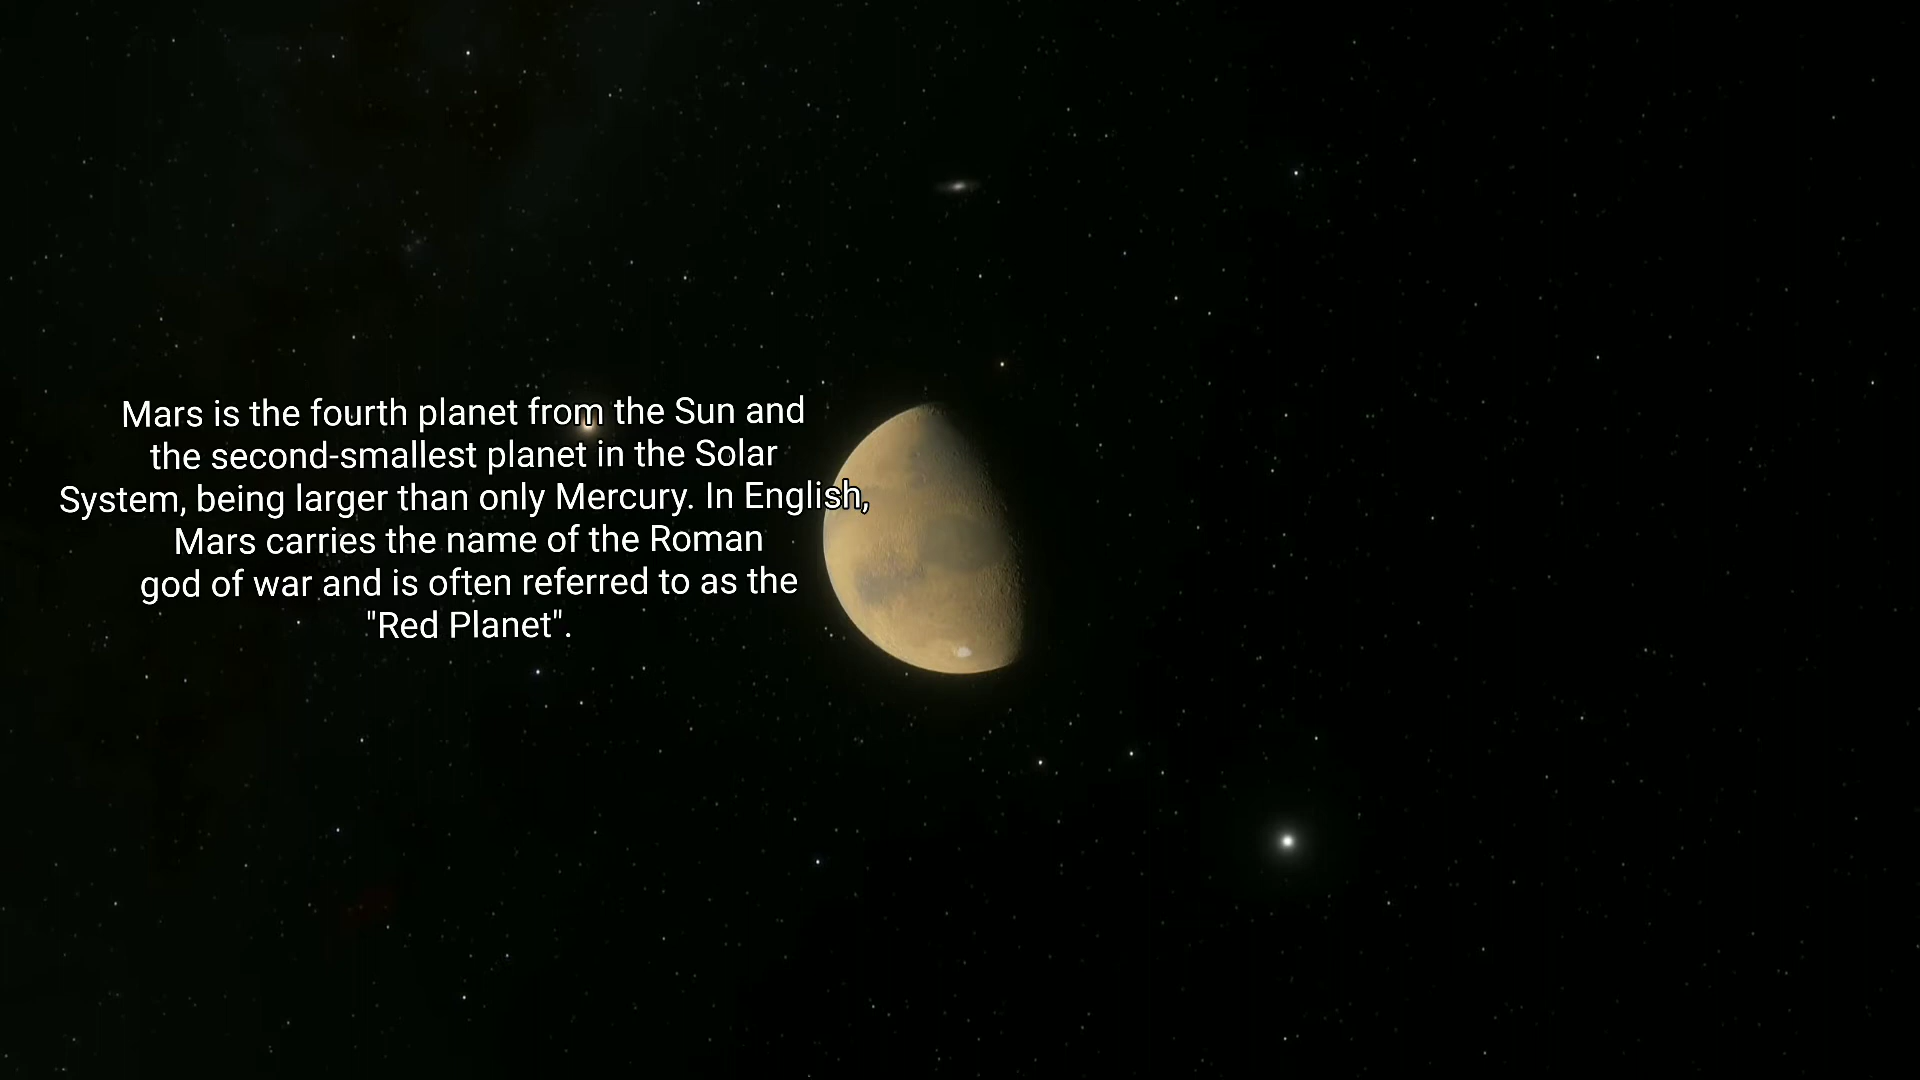 Mars is the fourth planet from the Sun and
the second-smallest planet in the Solar
System, being larger than only Mercury. In English,
Mars carries the name of the Roman
god of war and is often referred to as the
"Red Planet".